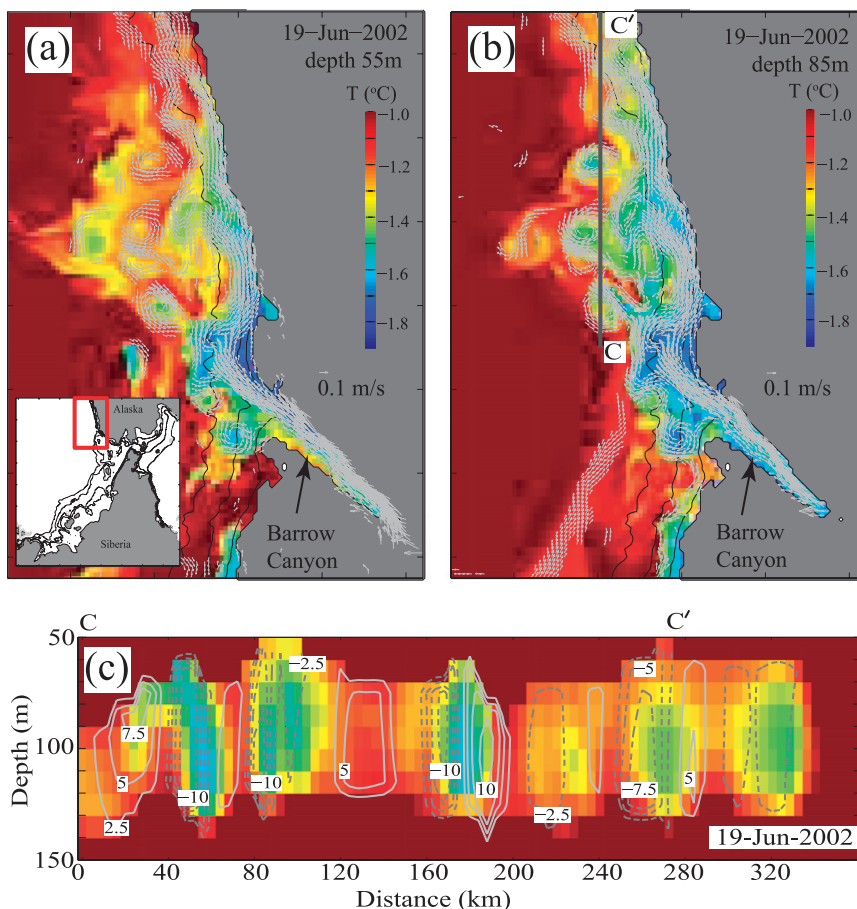 (a)
19–Jun–2002
depth 55m
T (°C)
−1.0
−1.2
−1.4
−1.6
−1.8
0.1 m/s
Barrow
Canyon
Alaska
Siberia
(b)
C′
19–Jun–2002
depth 85m
T (°C)
−1.0
−1.2
−1.4
−1.6
−1.8
C
0.1 m/s
Barrow
Canyon
C
C′
(c)
50
100
150
Depth (m)
−2.5
−5
7.5
5
5
−10
−10
−10
10
−7.5
5
2.5
−2.5
19-Jun-2002
0
40
80
120
160
200
240
280
320
Distance (km)